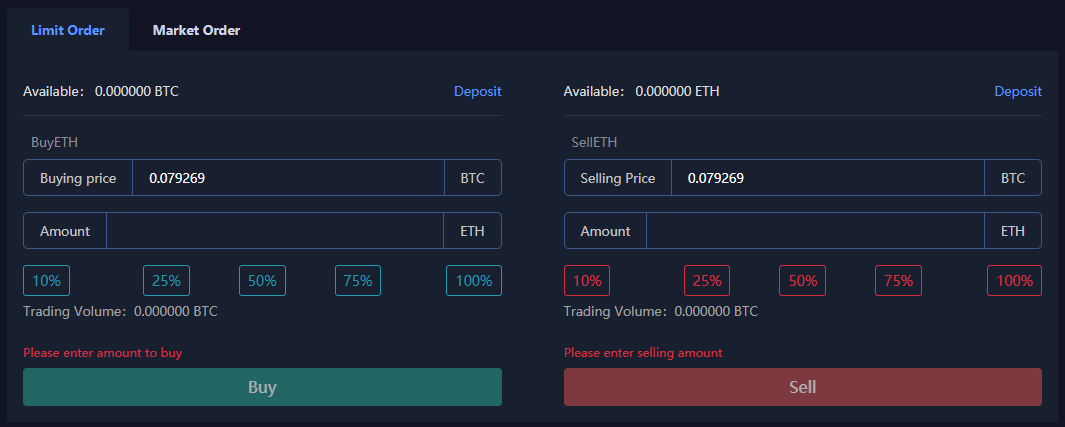 Limit Order Market Order
Available: 0.000000 BTC Deposit
BuyETH
Buying price 0.079269 BTC
Amount ETH
10% 25% 50% 75% 100%
Trading Volume: 0.000000 BTC
Please enter amount to buy
Buy
Available: 0.000000 ETH Deposit
SellETH
Selling Price 0.079269 BTC
Amount ETH
10% 25% 50% 75% 100%
Trading Volume: 0.000000 BTC
Please enter selling amount
Sell